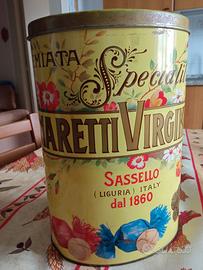 MIATA
Speciali
ARETTI VIRGI
SASSELLO
(LIGURIA) ITALY
dal 1860